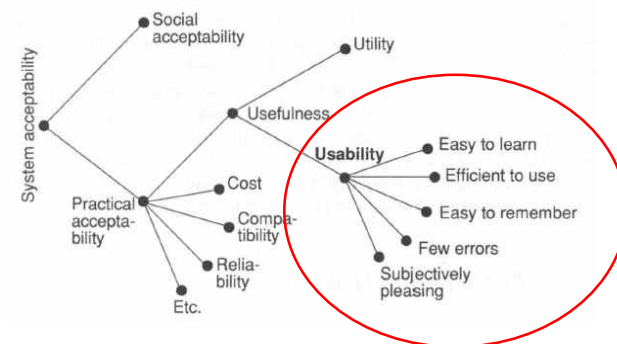 System acceptability
Social
acceptability
Utility
Usefulness
Usability
Easy to learn
Efficient to use
Easy to remember
Few errors
Subjectively
pleasing
Practical
accepta-
bility
Cost
Compa-
tibility
Relia-
bility
Etc.